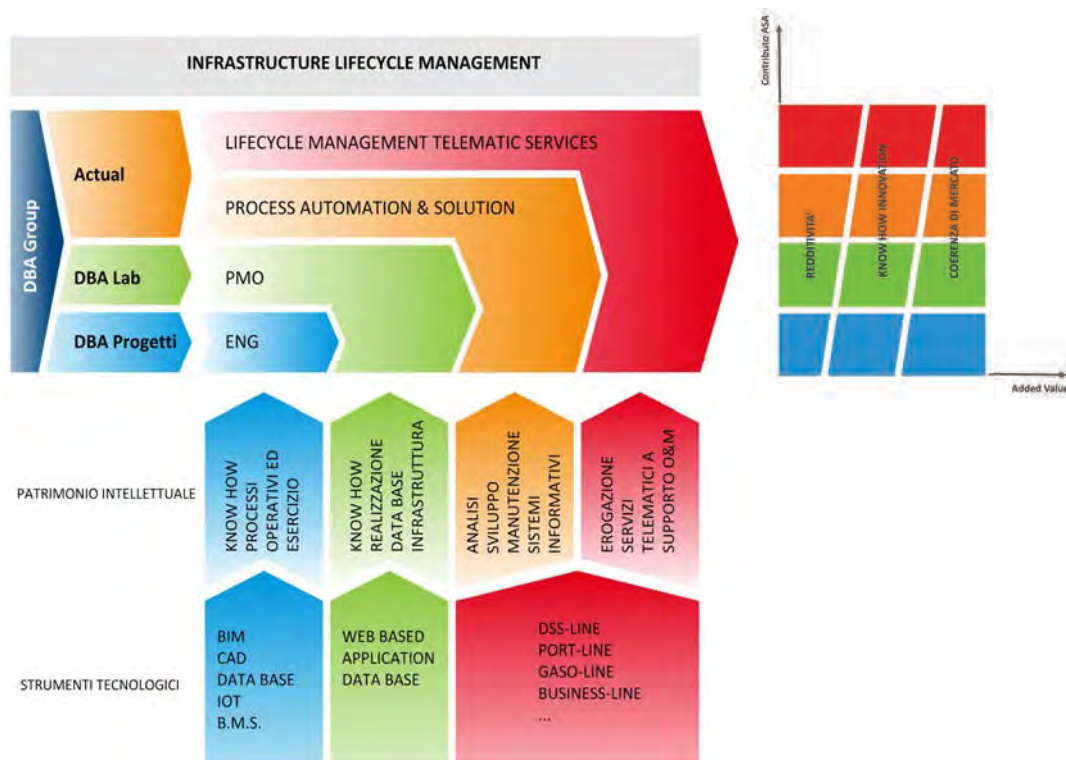 INFRASTRUCTURE LIFECYCLE MANAGEMENT
DBA Group
Actual
DBA Lab
DBA Progetti
LIFECYCLE MANAGEMENT TELEMATIC SERVICES
PROCESS AUTOMATION & SOLUTION
PMO
ENG
Contributo ASA
REDDITIVITA'
KNOW HOW INNOVATION
COERENZA DI MERCATO
Added Value
PATRIMONIO INTELLETTUALE
KNOW HOW
PROCESSI
OPERATIVI ED
ESERCIZIO
KNOW HOW
REALIZZAZIONE
DATA BASE
INFRASTRUTTURA
ANALISI
SVILUPPO
MANUTENZIONE
SISTEMI
INFORMATIVI
EROGAZIONE
SERVIZI
TELEMATICI A
SUPPORTO O&M
STRUMENTI TECNOLOGICI
BIM
CAD
DATA BASE
IOT
B.M.S.
WEB BASED
APPLICATION
DATA BASE
DSS-LINE
PORT-LINE
GASO-LINE
BUSINESS-LINE
...